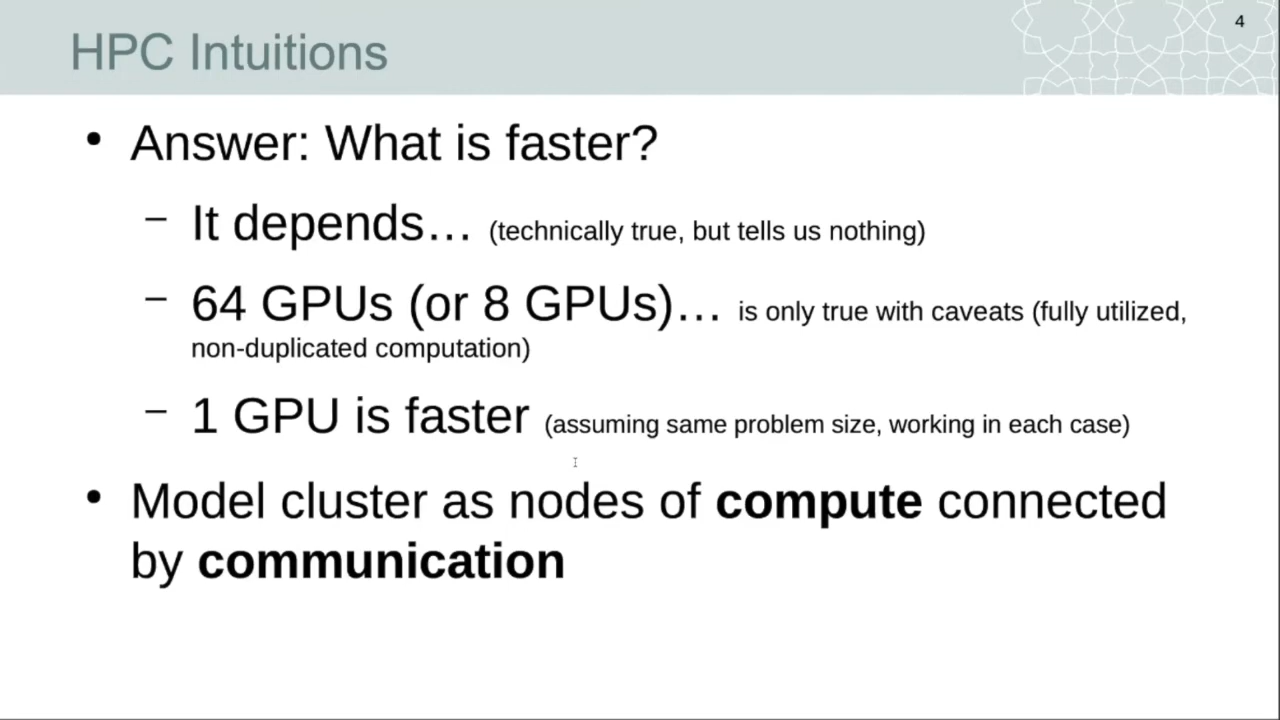 4
HPC Intuitions
• Answer: What is faster?
– It depends… (technically true, but tells us nothing)
– 64 GPUs (or 8 GPUs)… is only true with caveats (fully utilized,
non-duplicated computation)
– 1 GPU is faster (assuming same problem size, working in each case)
• Model cluster as nodes of compute connected
by communication